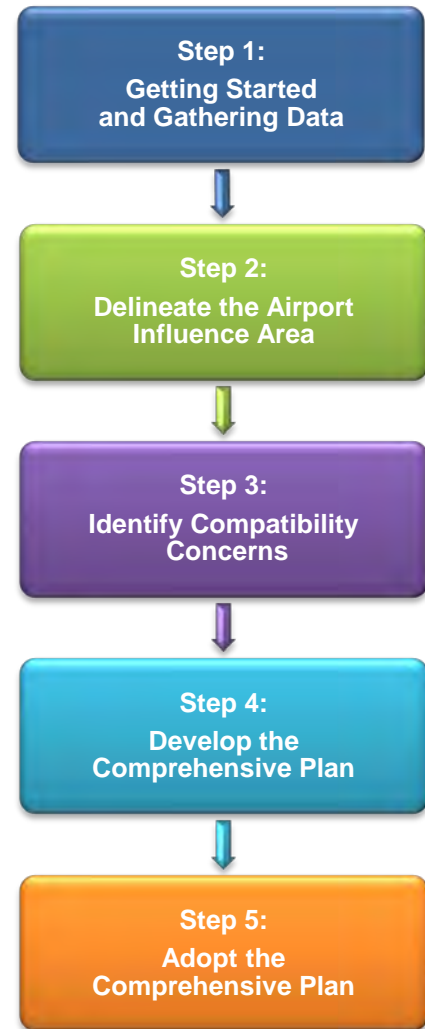 Step 1:
Getting Started
and Gathering Data
Step 2:
Delineate the Airport
Influence Area
Step 3:
Identify Compatibility
Concerns
Step 4:
Develop the
Comprehensive Plan
Step 5:
Adopt the
Comprehensive Plan